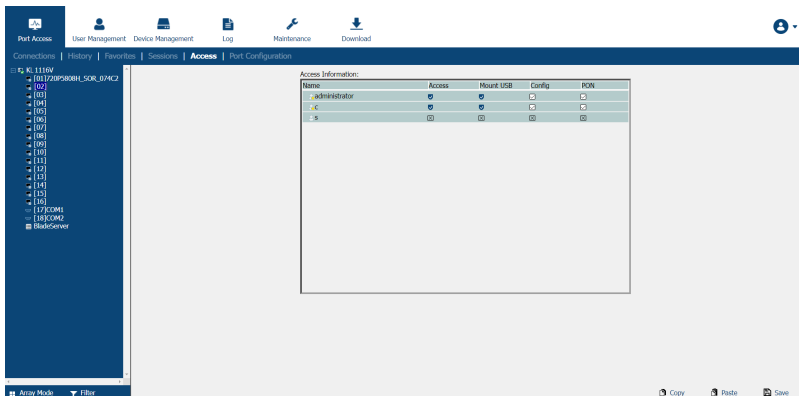 Port Access User Management Device Management Log Maintenance Download
Connections | History | Favorites | Sessions | Access | Port Configuration
KL1116V
[01]720P5808H_SOR_074C2
[02]
[03]
[04]
[05]
[06]
[07]
[08]
[09]
[10]
[11]
[12]
[13]
[14]
[15]
[16]
[17]COM1
[18]COM2
BladeServer
Access Information:
Name Access Mount USB Config PON
administrator
c
s
Array Mode Filter
Copy Paste Save